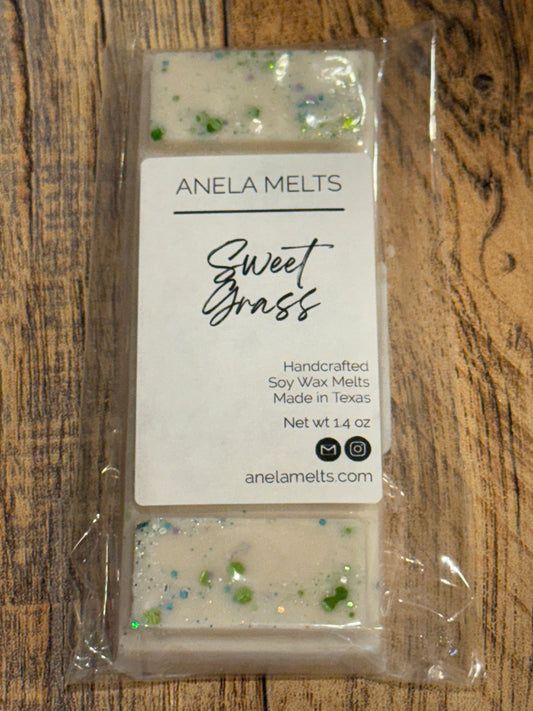 ANELA MELTS
Sweet
Grass
Handcrafted
Soy Wax Melts
Made in Texas
Net wt 1.4 oz
anelamelts.com